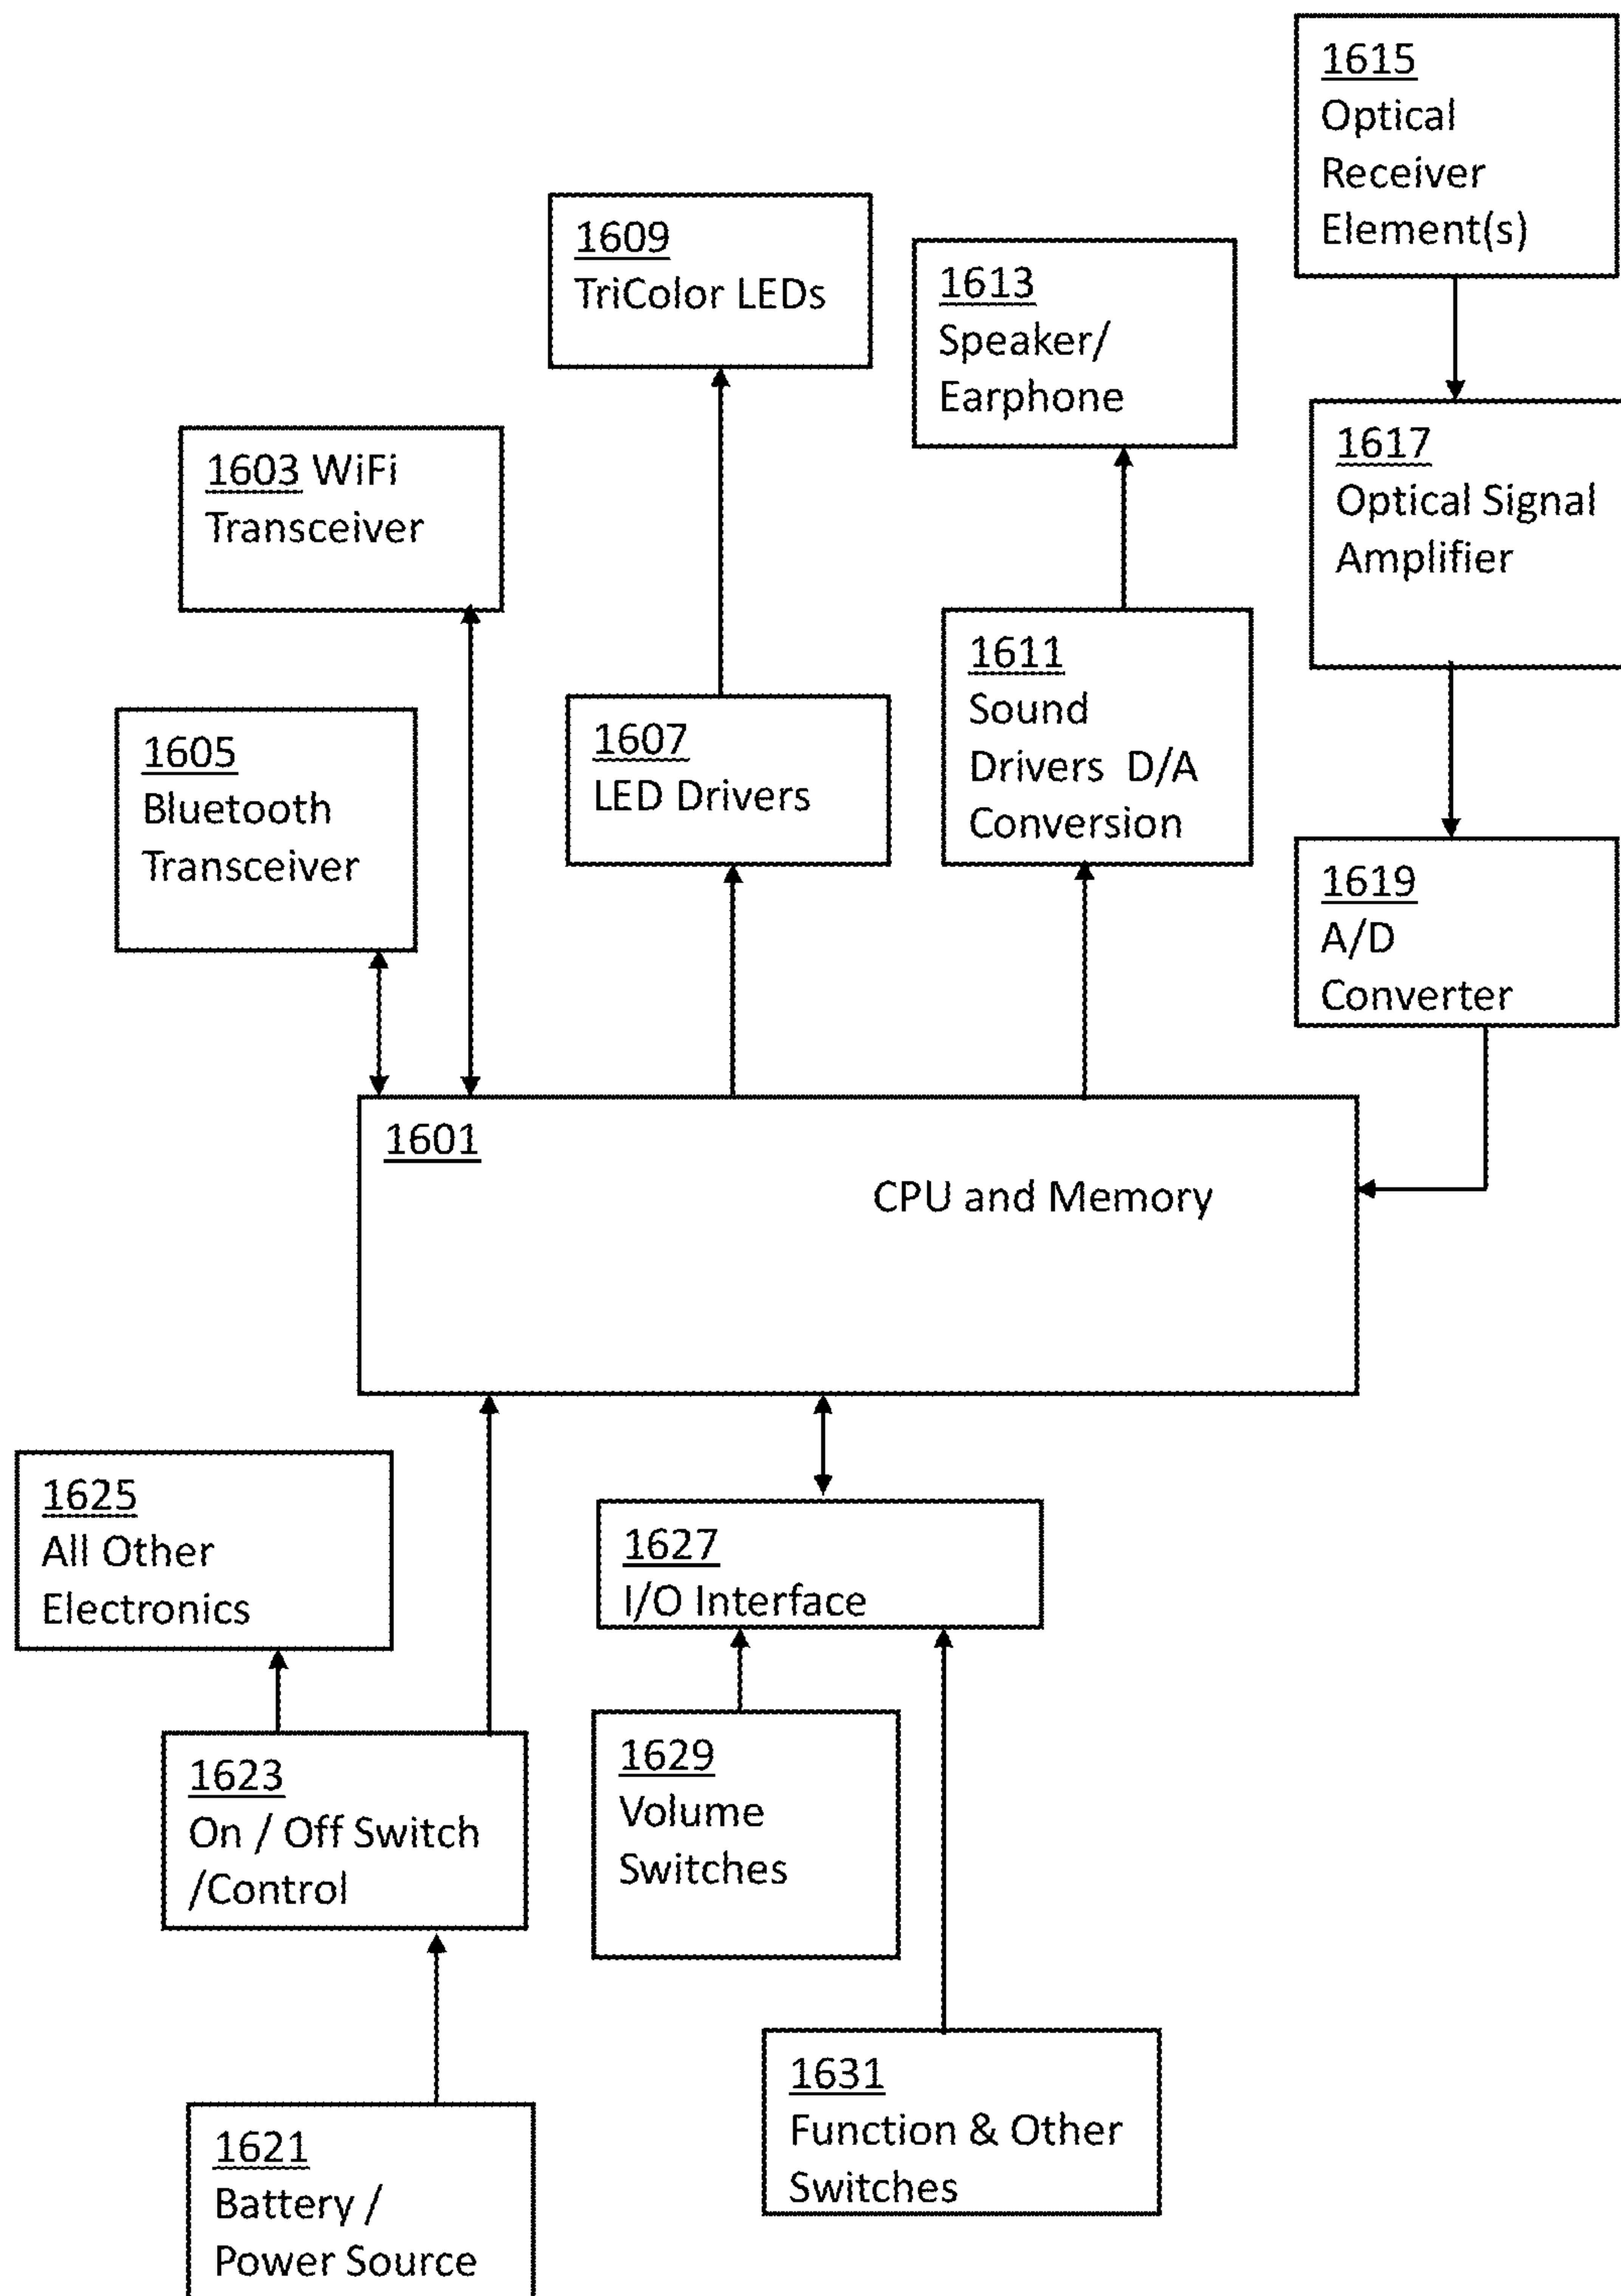 1615
Optical
Receiver
Element(s)
1609
TriColor LEDs
1613
Speaker/
Earphone
1603 WiFi
Transceiver
1617
Optical Signal
Amplifier
1605
Bluetooth
Transceiver
1607
LED Drivers
1611
Sound
Drivers D/A
Conversion
1619
A/D
Converter
1601
CPU and Memory
1625
All Other
Electronics
1627
I/O Interface
1623
On / Off Switch
/Control
1629
Volume
Switches
1621
Battery /
Power Source
1631
Function & Other
Switches